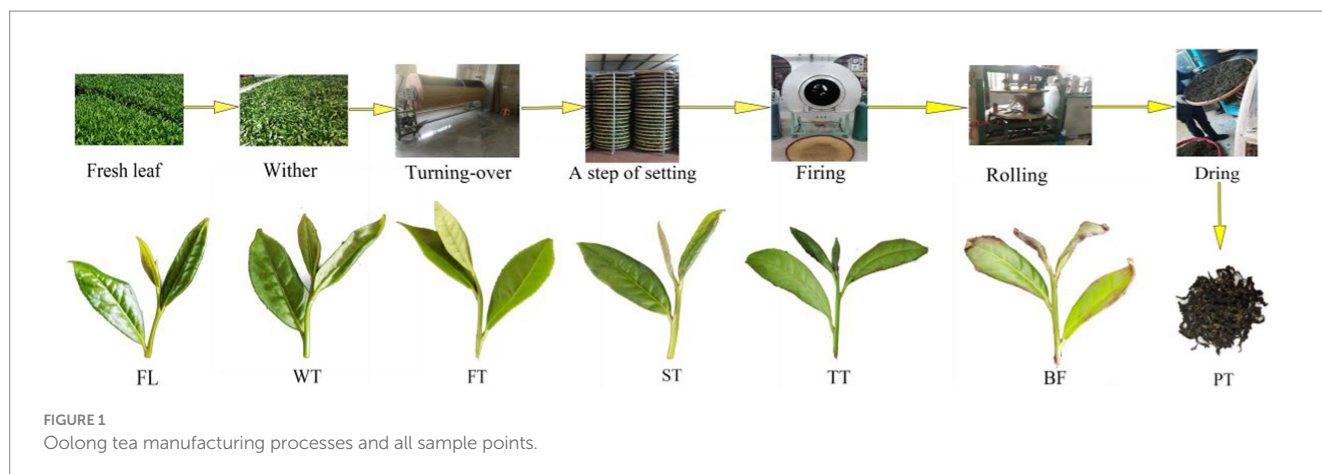 Fresh leaf
Wither
Turning-over
A step of setting
Firing
Rolling
Dring
FL
WT
FT
ST
TT
BF
PT
FIGURE 1
Oolong tea manufacturing processes and all sample points.